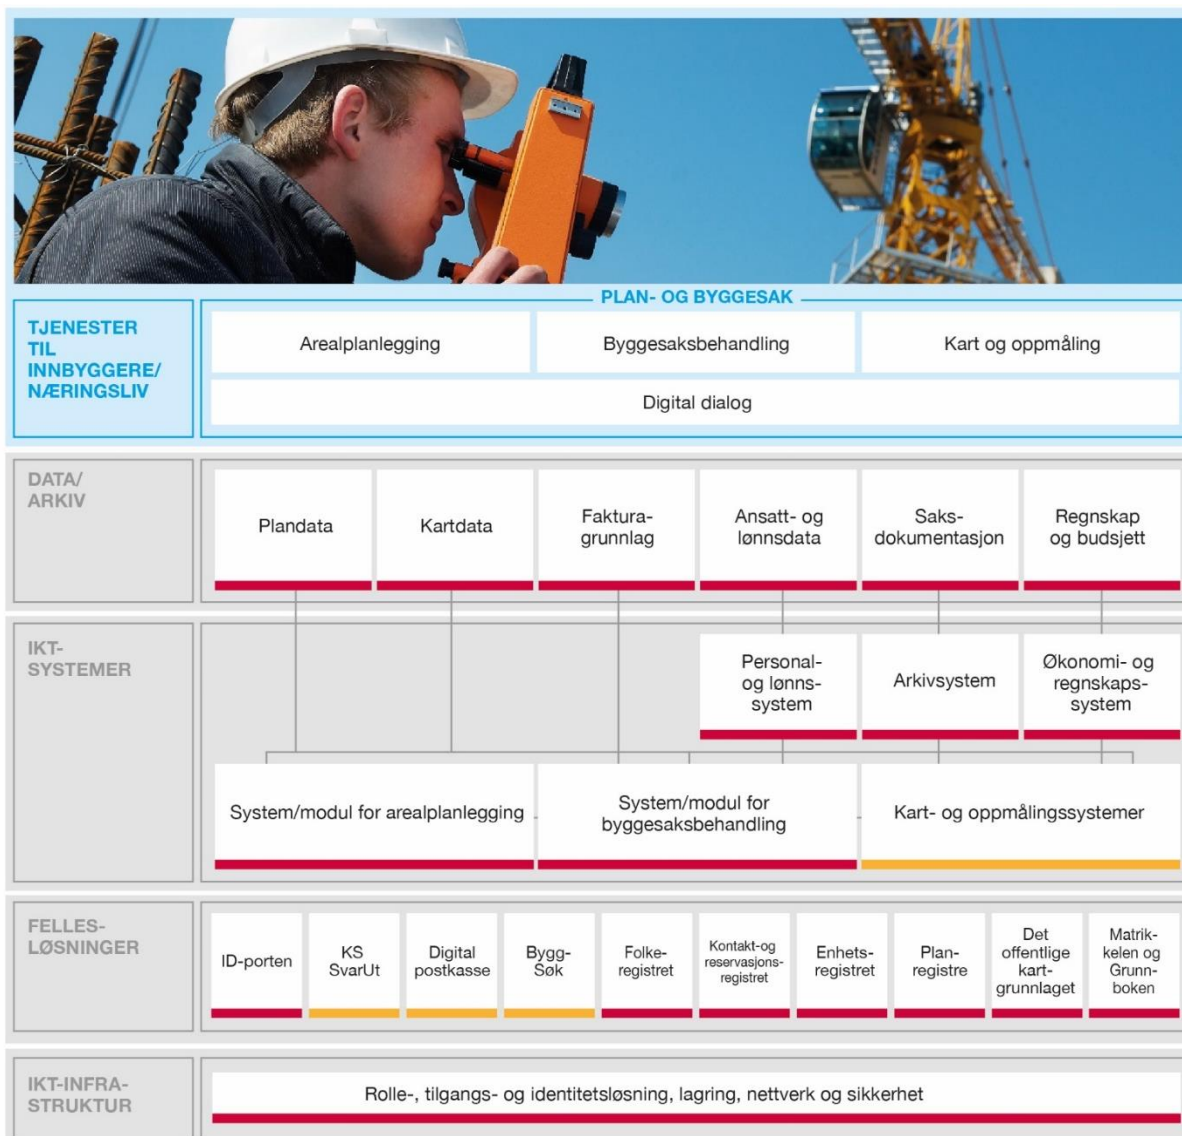 PLAN- OG BYGGESAK
TJENESTER
TIL
INNBYGGERE/
NÆRINGSLIV
Arealplanlegging
Byggesaksbehandling
Kart og oppmåling
Digital dialog
DATA/
ARKIV
Plandata
Kartdata
Faktura-
grunnlag
Ansatt- og
lønnsdata
Saks-
dokumentasjon
Regnskap
og budsjett
IKT-
SYSTEMER
Personal-
og lønns-
system
Arkivsystem
Økonomi- og
regnskaps-
system
System/modul for arealplanlegging
System/modul for
byggesaksbehandling
Kart- og oppmålingssystemer
FELLES-
LØSNINGER
ID-porten
KS
SvarUt
Digital
postkasse
Bygg-
Søk
Folke-
registret
Kontakt-og
reservasjons-
registret
Enhets-
registret
Plan-
registre
Det
offentlige
kart-
grunnlaget
Matrik-
kelen og
Grunn-
boken
IKT-INFRA-
STRUKTUR
Rolle-, tilgangs- og identitetsløsning, lagring, nettverk og sikkerhet